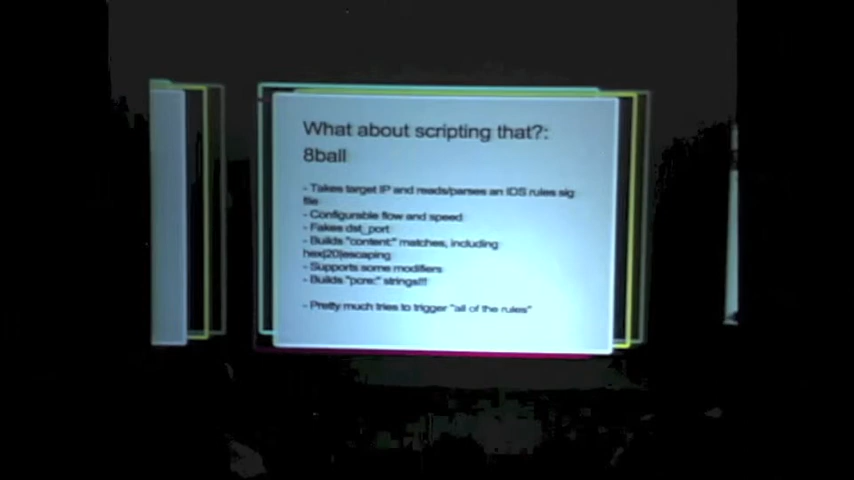 What about scripting that?:
8ball
- Takes target IP and reads/parses an IDS rules sig
file
- Configurable flow and speed
- Fakes dst_port
- Builds "content:" matches, including
hex|20|escaping
- Supports some modifiers
- Builds "pcre:" strings!!!
- Pretty much tries to trigger "all of the rules"